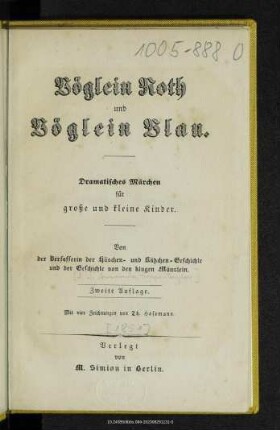 1005-888 0
Vöglein Roth
und
Vöglein Blau.
Dramatisches Märchen
für
große und kleine Kinder.
Von
der Verfasserin der Häschen- und Kätzchen-Geschichte
und der Geschichte von den klugen Männlein.
Zweite Auflage.
Mit vier Zeichnungen von Th. Hosemann
Verlegt
von
M. Simion in Berlin.